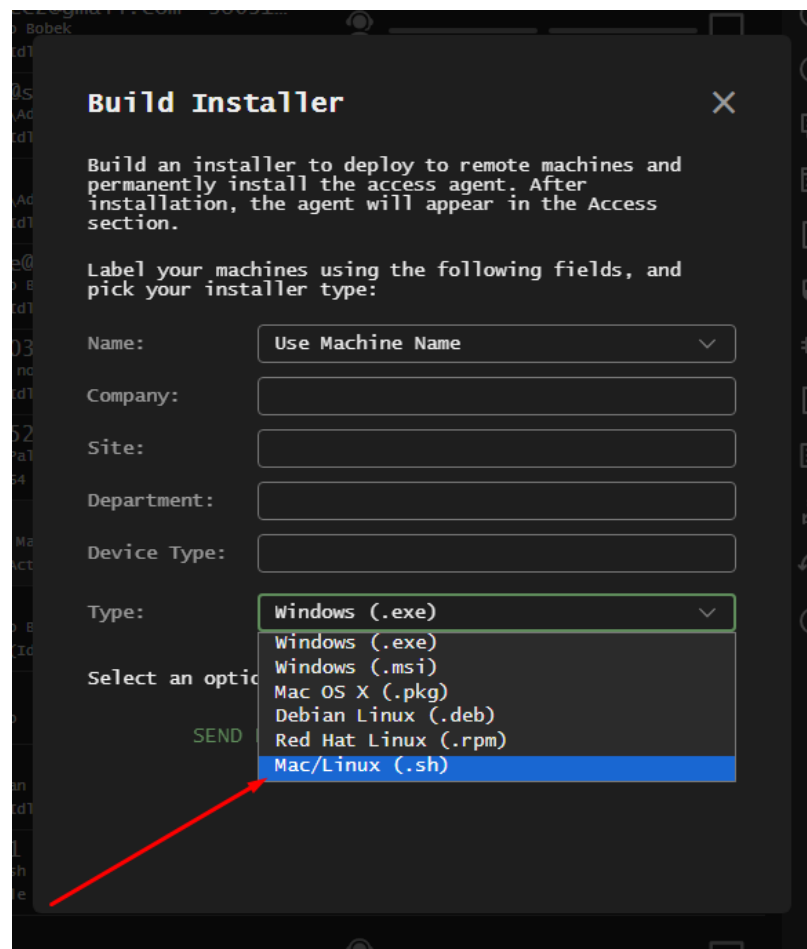 Bobek
Build Installer
Build an installer to deploy to remote machines and
permanently install the access agent. After
installation, the agent will appear in the Access
section.
Label your machines using the following fields, and
pick your installer type:
Name:
Use Machine Name
Company:
Site:
Department:
Device Type:
Type:
Windows (.exe)
Windows (.exe)
Windows (.msi)
Select an
Mac OS X (.pkg)
Debian Linux (.deb)
SEND
Red Hat Linux (.rpm)
Mac/Linux (.sh)